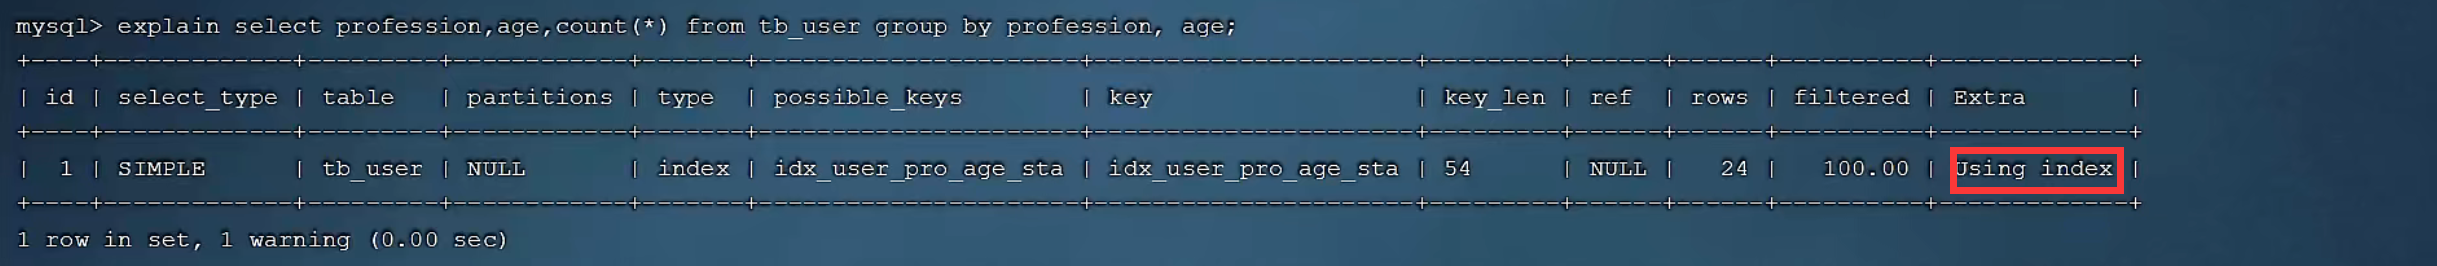 mysql> explain select profession,age,count(*) from tb_user group by profession, age;
+----+-------------+---------+------------+-------+----------------------+----------------------+---------+------+------+----------+-------------+
| id | select_type | table   | partitions | type  | possible_keys        | key                  | key_len | ref  | rows | filtered | Extra       |
+----+-------------+---------+------------+-------+----------------------+----------------------+---------+------+------+----------+-------------+
|  1 | SIMPLE      | tb_user | NULL       | index | idx_user_pro_age_sta | idx_user_pro_age_sta | 54      | NULL |   24 |   100.00 | Using index |
+----+-------------+---------+------------+-------+----------------------+----------------------+---------+------+------+----------+-------------+
1 row in set, 1 warning (0.00 sec)